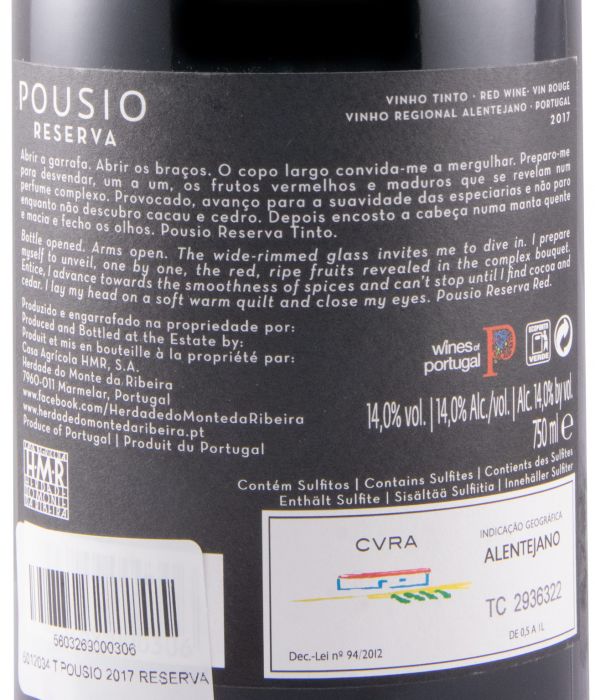 POUSIO
RESERVA
VINHO TINTO · RED WINE · VIN ROUGE
VINHO REGIONAL ALENTEJANO · PORTUGAL
2017
Abrir a garrafa. Abrir os braços. O copo largo convida-me a mergulhar. Preparo-me
para desvendar, um a um, os frutos vermelhos e maduros que se revelam num
perfume complexo. Provocado, avanço para a suavidade das especiarias e não paro
enquanto não descubro cacau e cedro. Depois encosto a cabeça numa manta quente
e macia e fecho os olhos. Pousio Reserva Tinto.
Bottle opened. Arms open. The wide-rimmed glass invites me to dive in. I prepare
myself to unveil, one by one, the red, ripe fruits revealed in the complex bouquet.
Entice, I advance towards the smoothness of spices and can't stop until I find cocoa and
cedar. I lay my head on a soft warm quilt and close my eyes. Pousio Reserva Red.
Produzido e engarrafado na propriedade por:
Produced and Bottled at the Estate by:
Produit et mis en bouteille à la propriété par:
Casa Agrícola HMR, S.A.
Herdade do Monte da Ribeira
7960-011 Marmelar, Portugal
www.facebook.com/HerdadedoMontedaRibeira
www.herdadedomontedaribeira.pt
Produce of Portugal | Produit du Portugal
wines of
portugal
P
ECOPONTO
VERDE
14,0% vol. | 14,0% Alc./vol. | Alc. 14,0% by vol.
750 ml e
HMR
HERDADE
DO MONTE
DA RIBEIRA
Contém Sulfitos | Contains Sulfites | Contients des Sulfites
Enthält Sulfite | Sisältää Sulfiitia | Innehåller Sulfiter
CVRA
INDICAÇÃO GEOGRÁFICA
ALENTEJANO
TC 2936322
DE 0,5 A 1L
Dec.-Lei nº 94/2012
5603269000306
6012034 T.POUSIO 2017 RESERVA